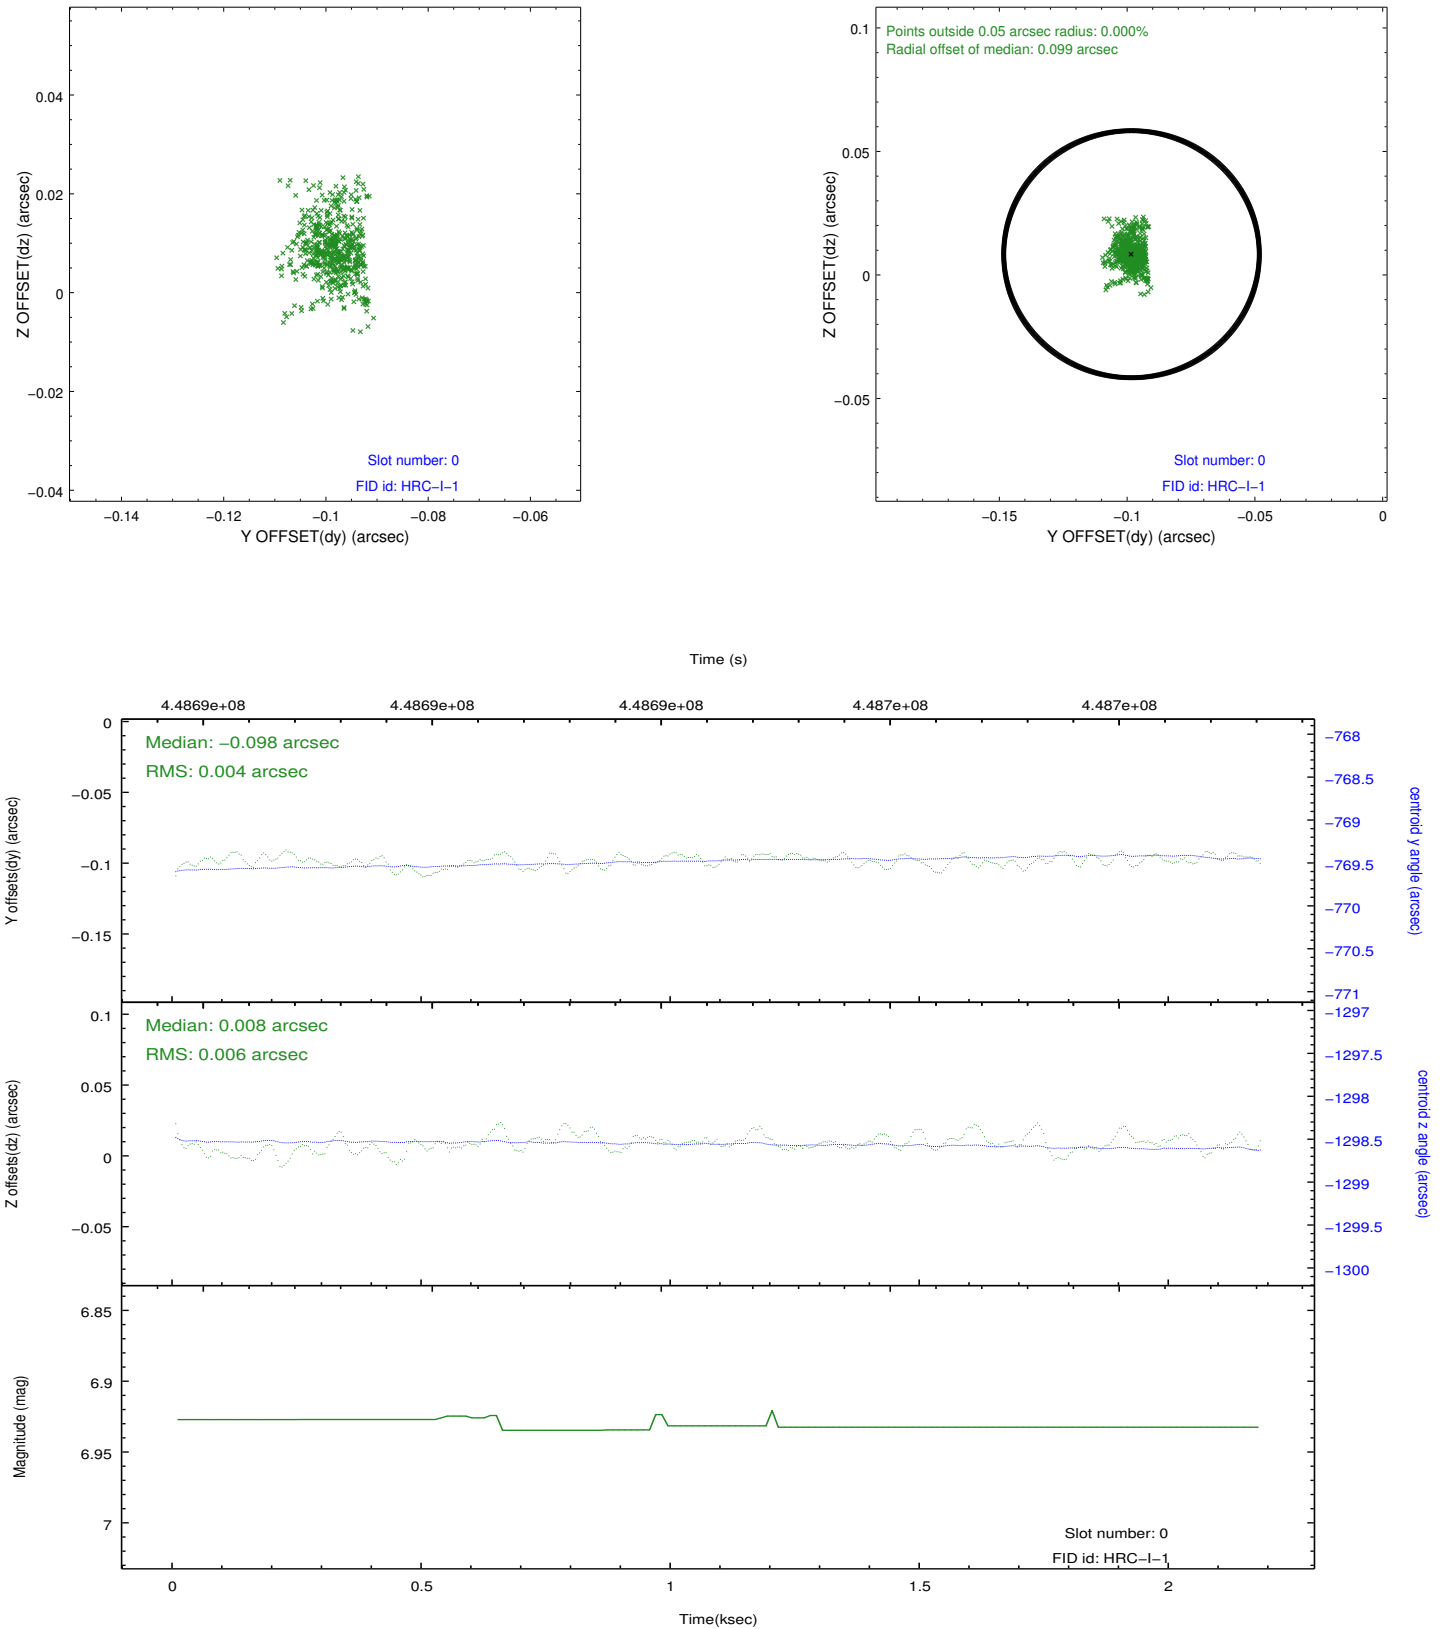 0.04
0.02
0
−0.02
−0.04
−0.14
−0.12
−0.1
−0.08
−0.06
Z OFFSET(dz) (arcsec)
Y OFFSET(dy) (arcsec)
Slot number: 0
FID id: HRC−I−1
Points outside 0.05 arcsec radius: 0.000%
Radial offset of median: 0.099 arcsec
0.1
0.05
0
−0.05
−0.15
−0.1
−0.05
0
Z OFFSET(dz) (arcsec)
Y OFFSET(dy) (arcsec)
Slot number: 0
FID id: HRC−I−1
Time (s)
4.4869e+08
4.4869e+08
4.4869e+08
4.487e+08
4.487e+08
Median: −0.098 arcsec
RMS: 0.004 arcsec
0
−0.05
−0.1
−0.15
Y offsets(dy) (arcsec)
−768
−768.5
−769
−769.5
−770
−770.5
−771
centroid y angle (arcsec)
Median: 0.008 arcsec
RMS: 0.006 arcsec
0.1
0.05
0
−0.05
Z offsets(dz) (arcsec)
−1297
−1297.5
−1298
−1298.5
−1299
−1299.5
−1300
centroid z angle (arcsec)
6.85
6.9
6.95
7
Magnitude (mag)
Slot number: 0
FID id: HRC−I−1
0
0.5
1
1.5
2
Time(ksec)